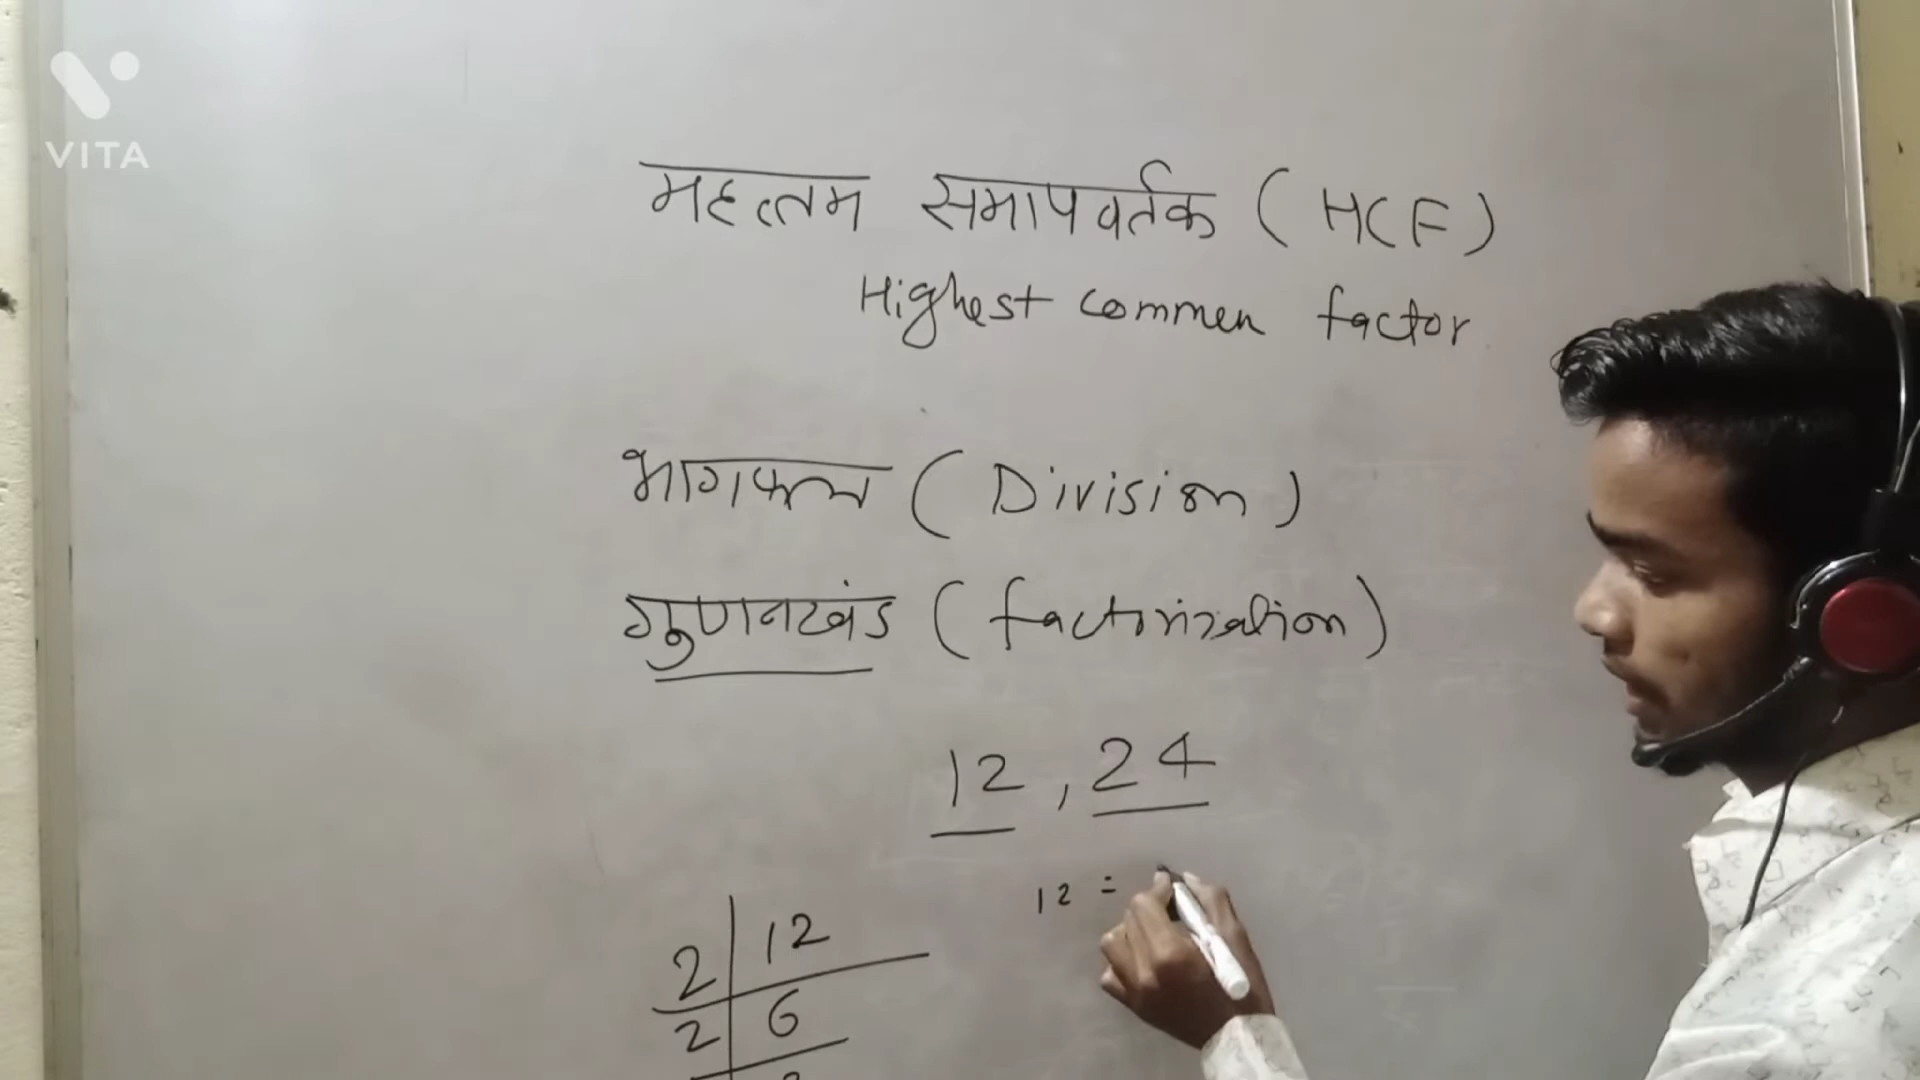 VITA
महत्तम समापवर्तक (HCF)
Highest commen factor
भागफल (Division)
गुणनखंड (factorization)
12, 24
12 =
2 | 12
2 | 6